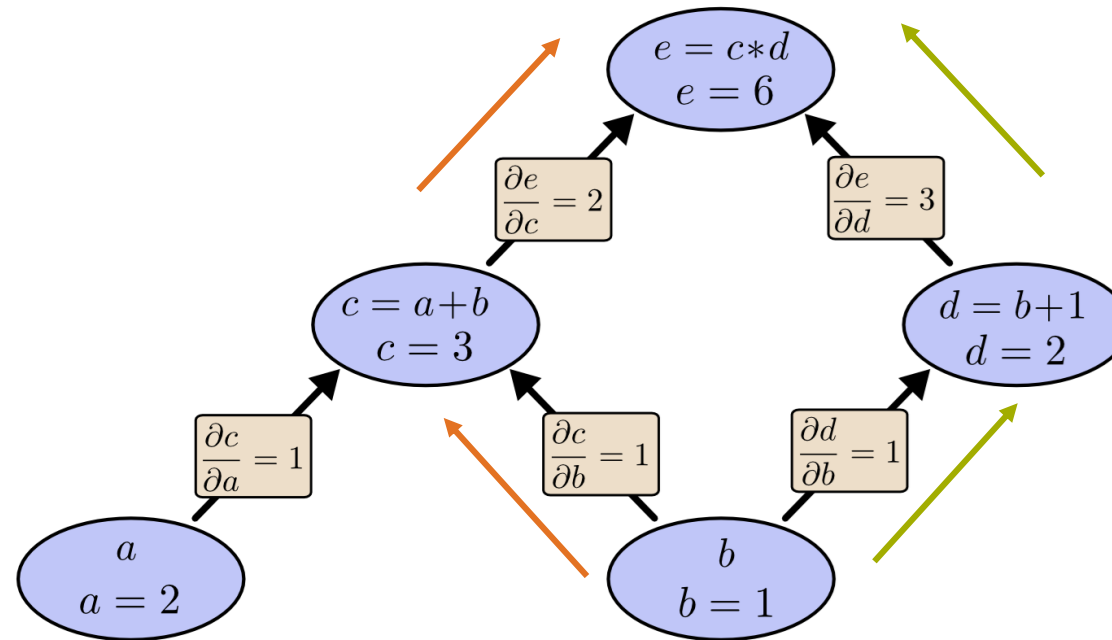 e = c*d
e = 6
∂e/∂c = 2
∂e/∂d = 3
c = a+b
c = 3
d = b+1
d = 2
∂c/∂a = 1
∂c/∂b = 1
∂d/∂b = 1
a
a = 2
b
b = 1